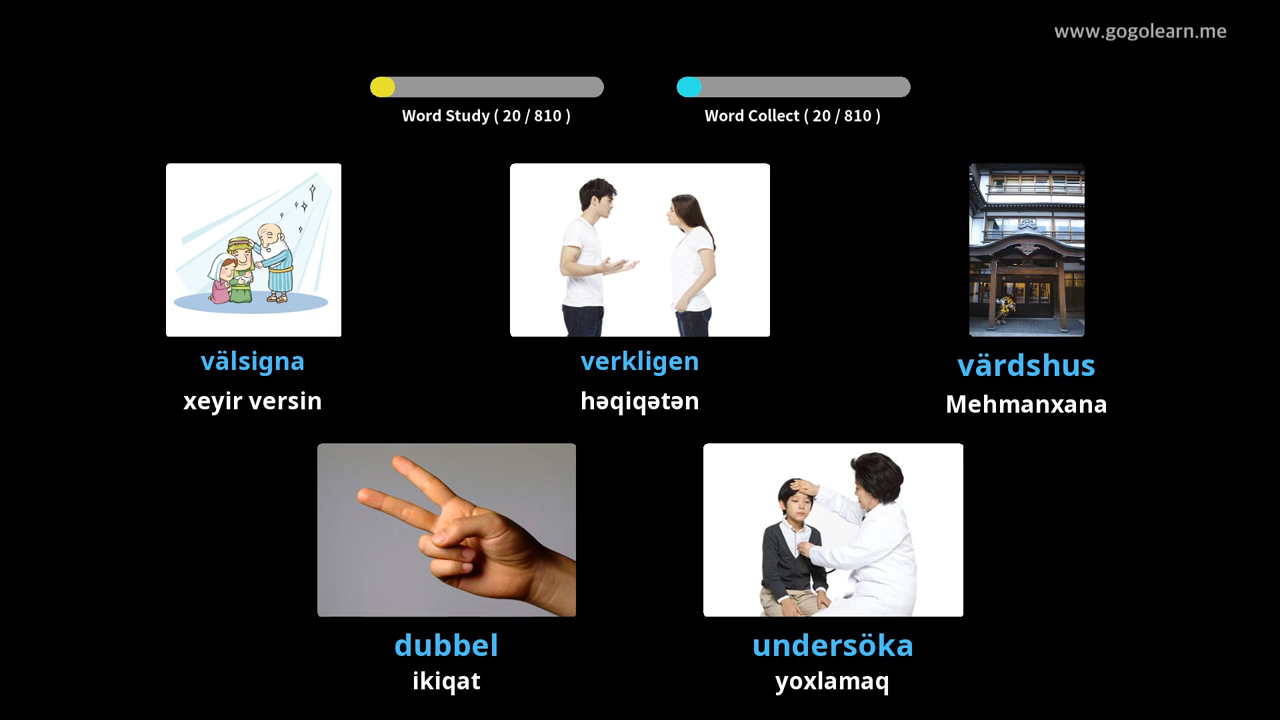 www.gogolearn.me
Word Study ( 20 / 810 )
Word Collect ( 20 / 810 )
välsigna
xeyir versin
verkligen
həqiqətən
värdshus
Mehmanxana
dubbel
ikiqat
undersöka
yoxlamaq